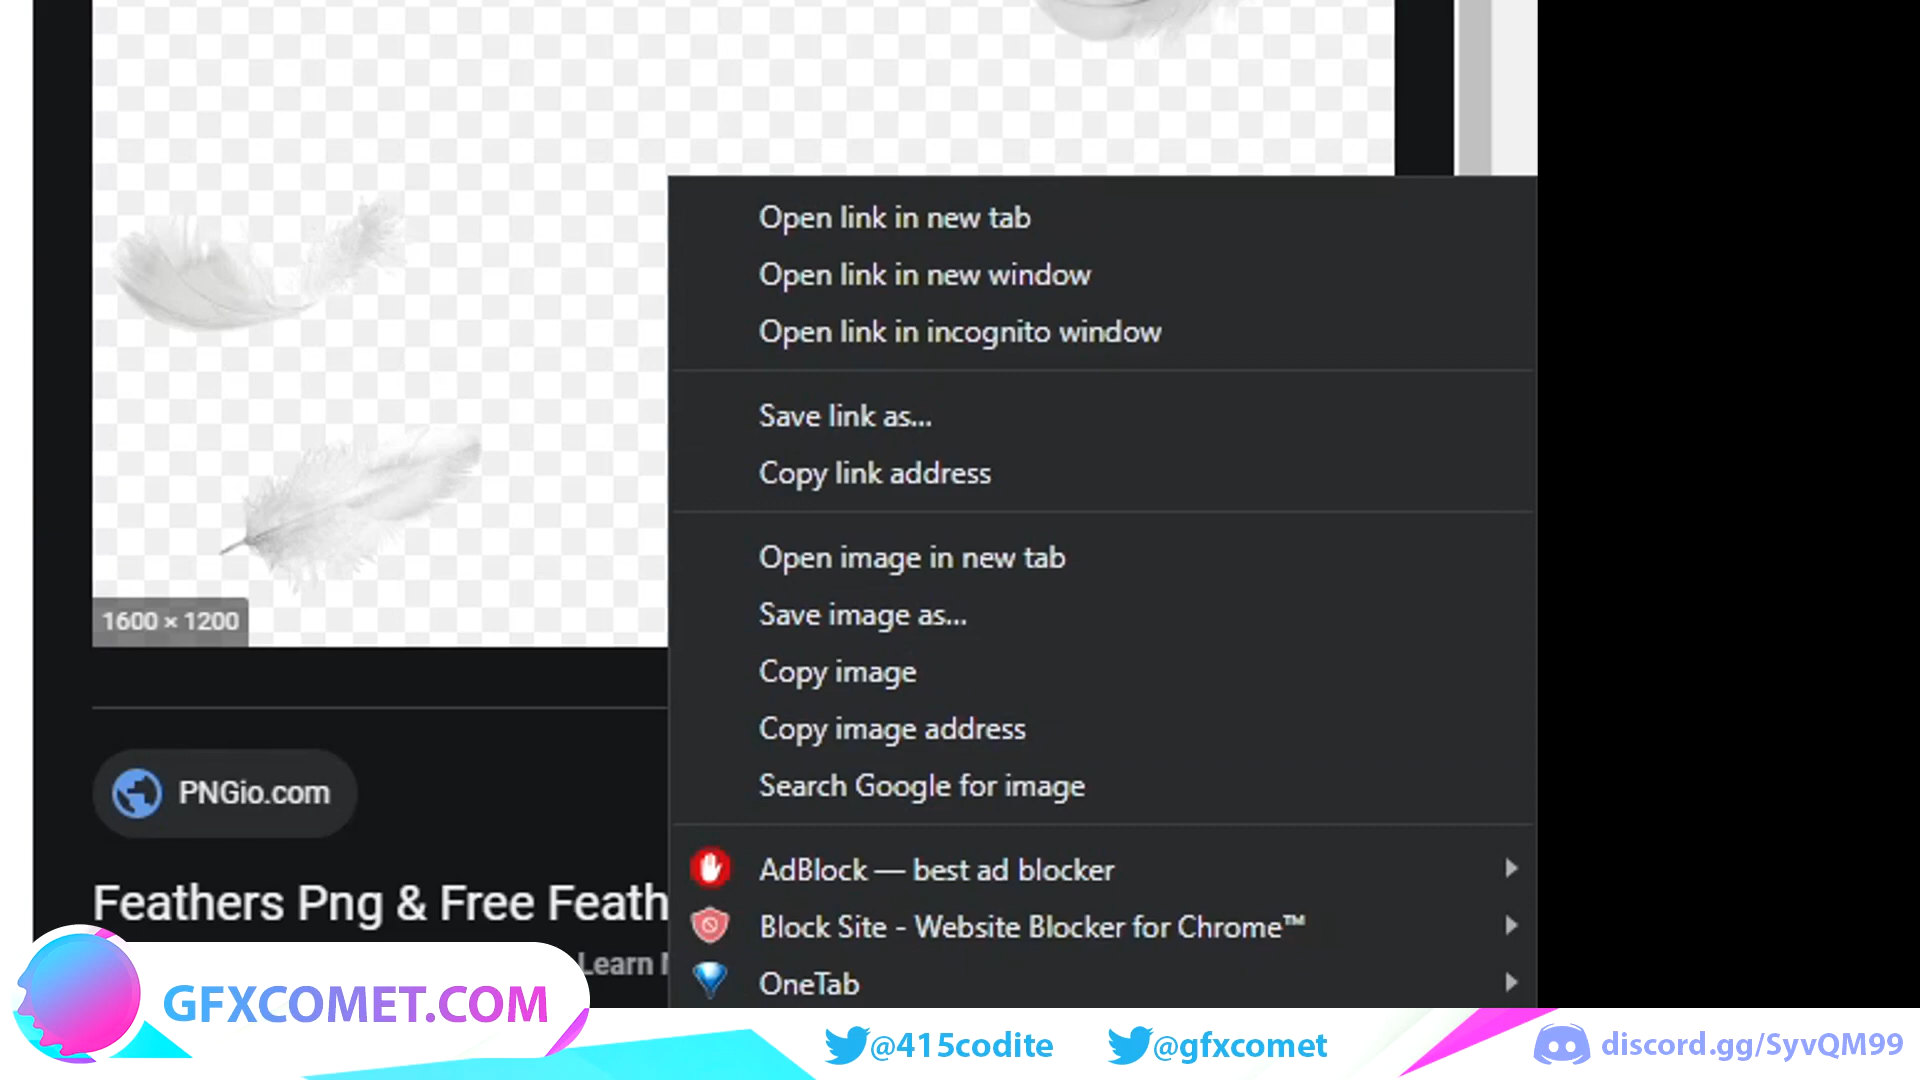 Open link in new tab
Open link in new window
Open link in incognito window
Save link as...
Copy link address
Open image in new tab
Save image as...
Copy image
Copy image address
Search Google for image
AdBlock — best ad blocker
Block Site - Website Blocker for Chrome™
OneTab
1600 × 1200
PNGio.com
Feathers Png & Free Feath
Learn
GFXCOMET.COM
@415codite
@gfxcomet
discord.gg/SyvQM99